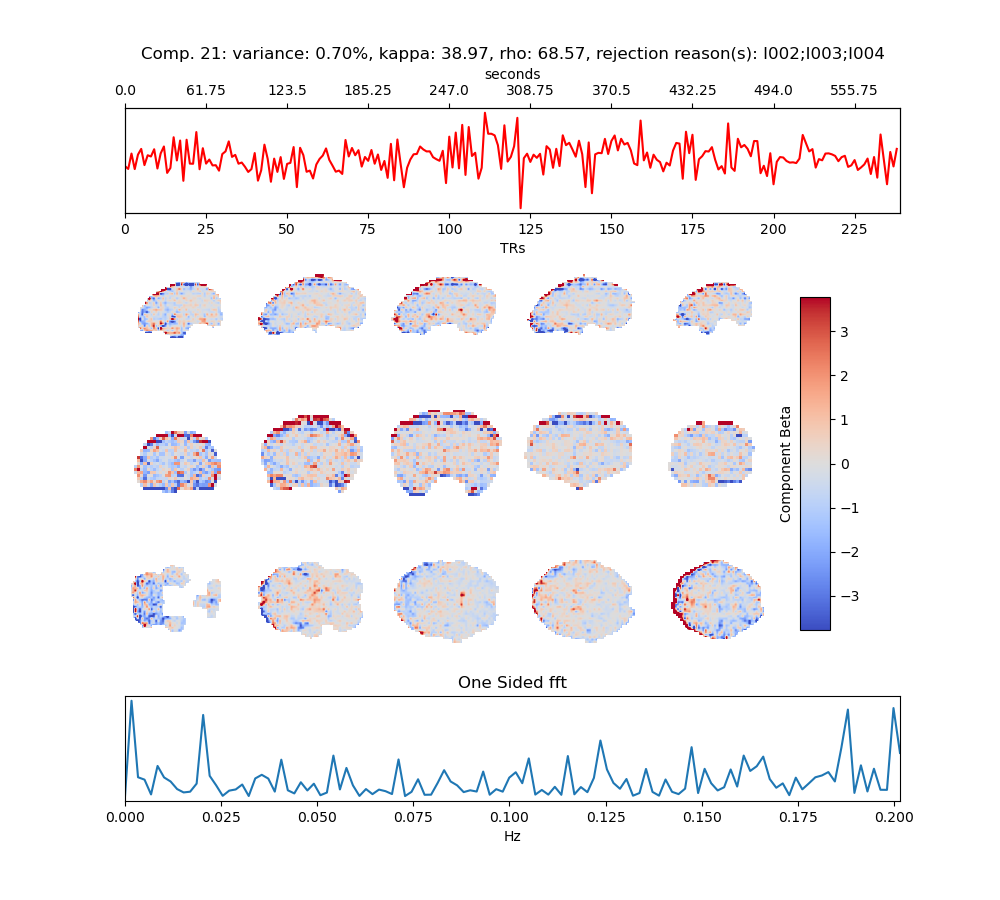 Comp. 21: variance: 0.70%, kappa: 38.97, rho: 68.57, rejection reason(s): I002;I003;I004
seconds
0.0 61.75 123.5 185.25 247.0 308.75 370.5 432.25 494.0 555.75
0 25 50 75 100 125 150 175 200 225
TRs
3
2
1
0
−1
−2
−3
Component Beta
One Sided fft
0.000 0.025 0.050 0.075 0.100 0.125 0.150 0.175 0.200
Hz